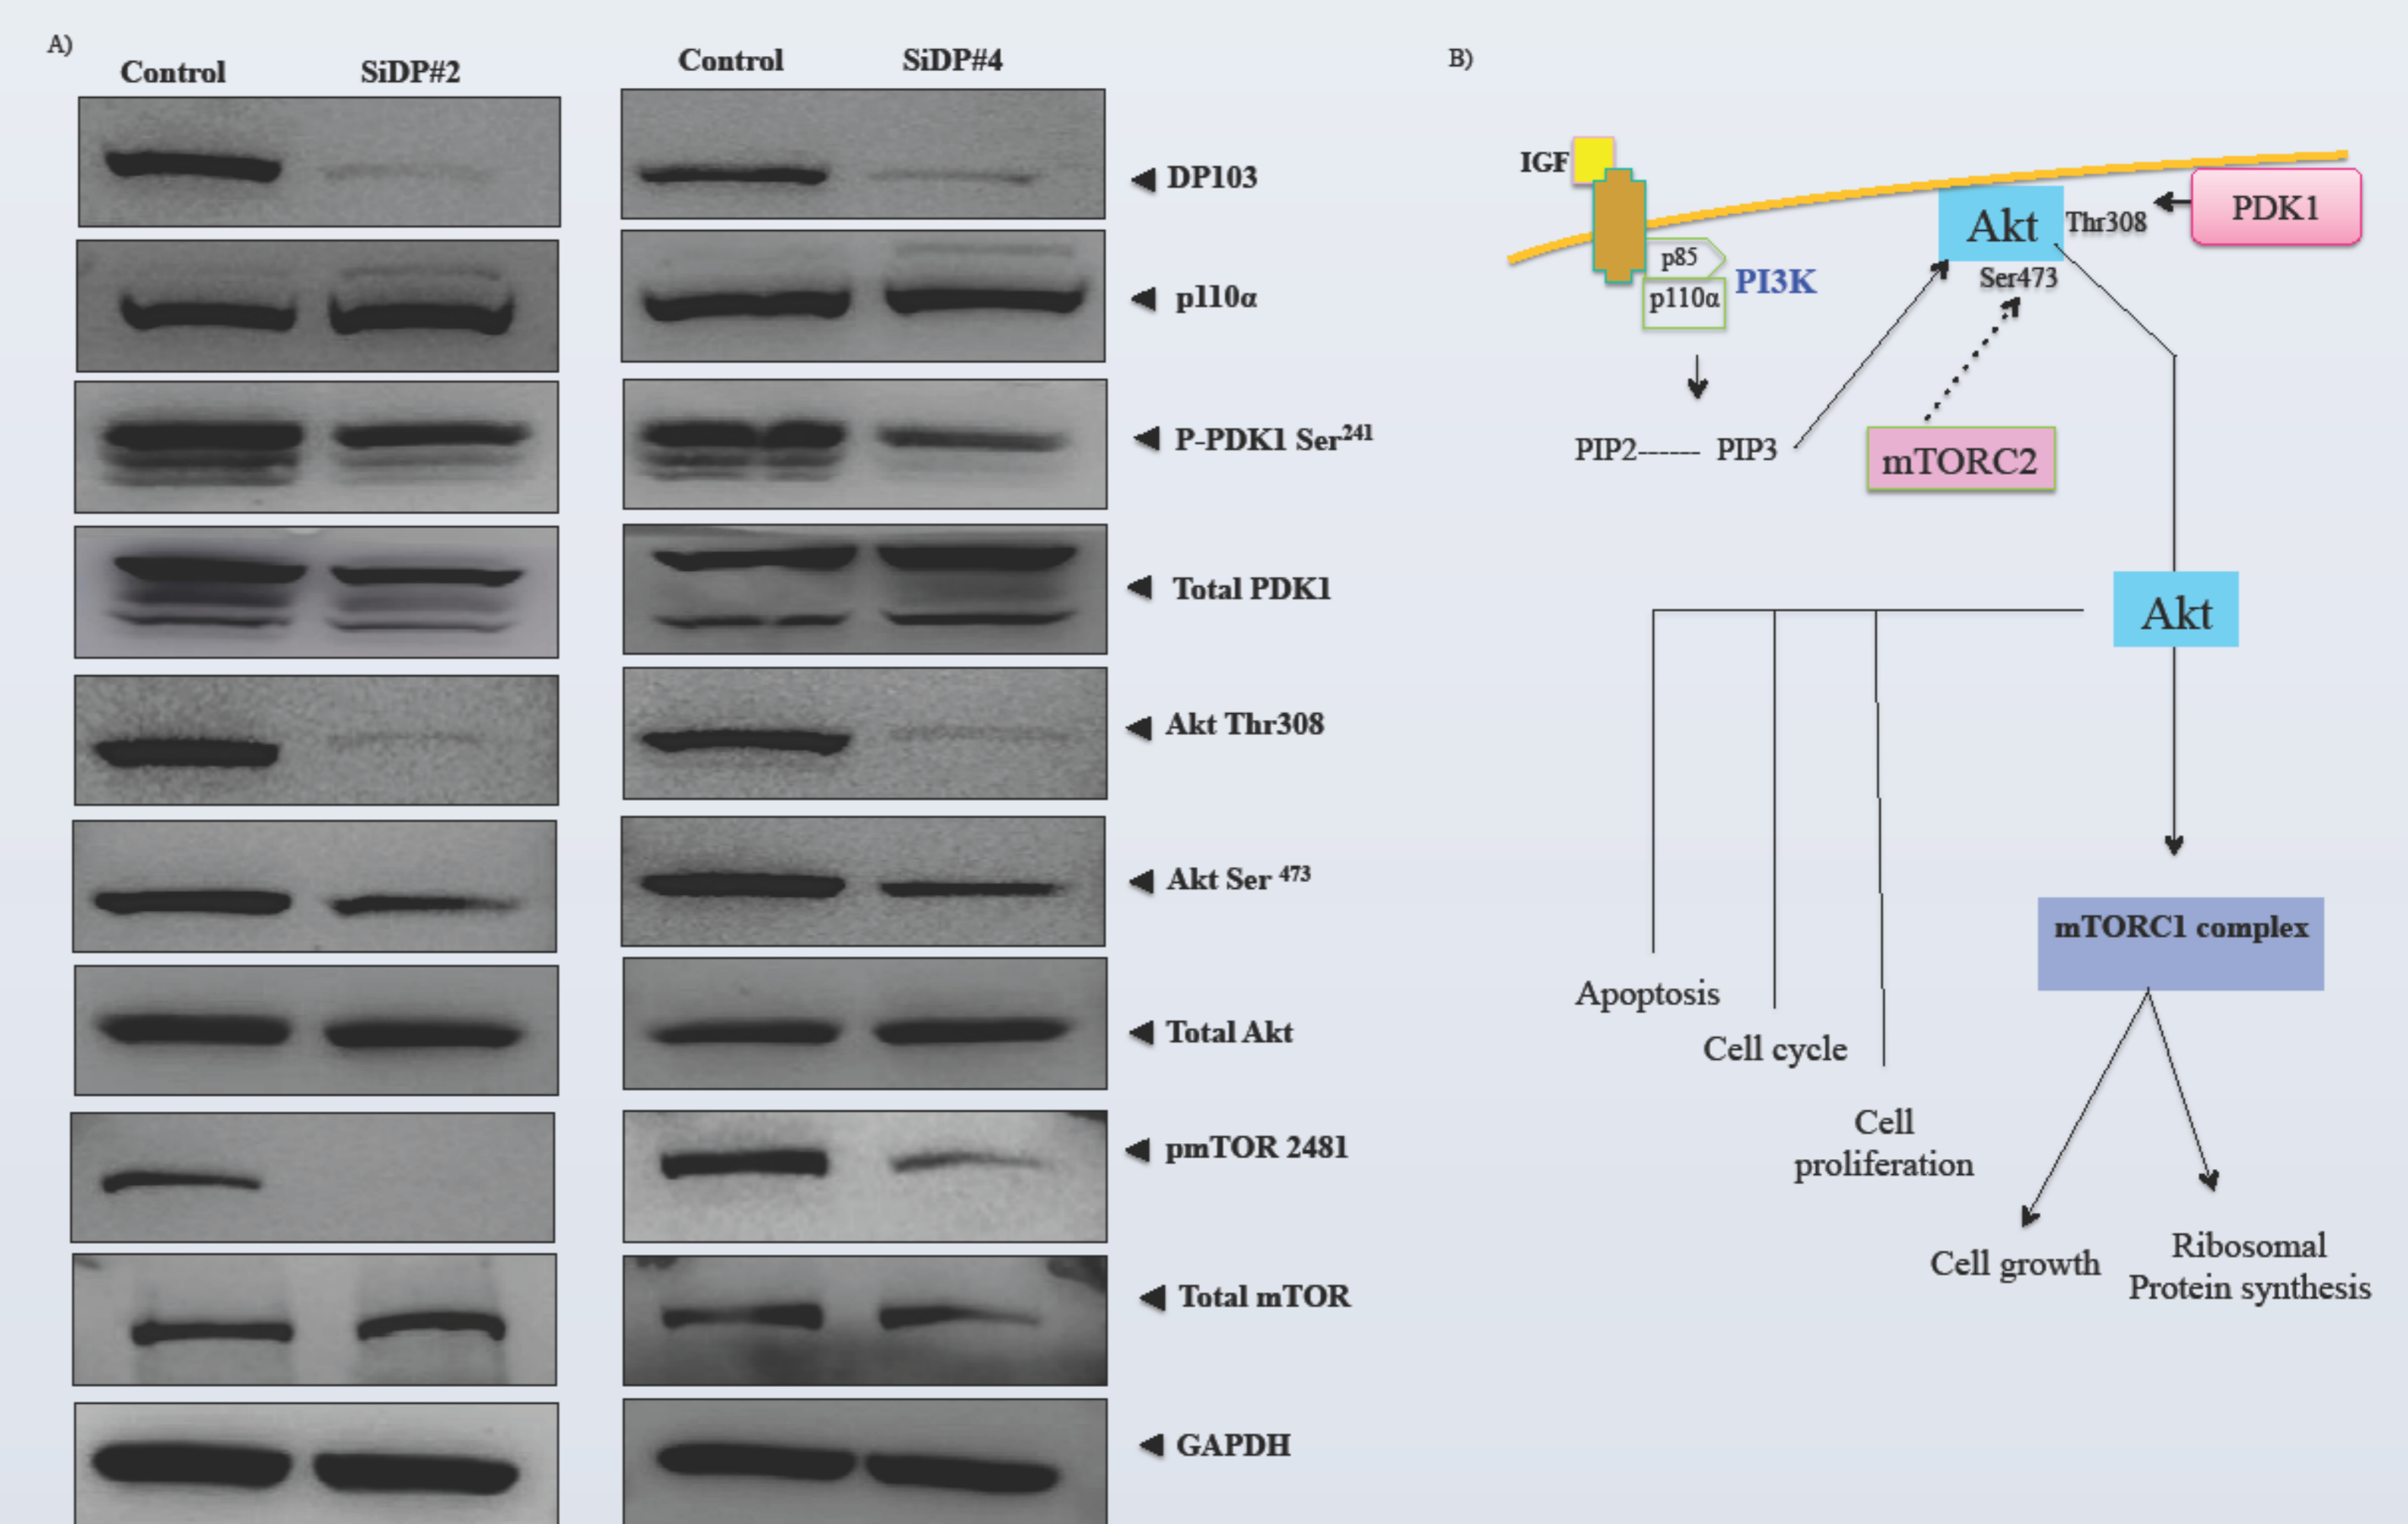 A)
Control
SiDP#2
Control
SiDP#4
DP103
p110α
P-PDK1 Ser241
Total PDK1
Akt Thr308
Akt Ser 473
Total Akt
pmTOR 2481
Total mTOR
GAPDH
B)
IGF
p85
p110α
PI3K
Akt
Thr308
PDK1
Ser473
PIP2------ PIP3
mTORC2
Akt
mTORC1 complex
Apoptosis
Cell cycle
Cell
proliferation
Cell growth
Ribosomal
Protein synthesis